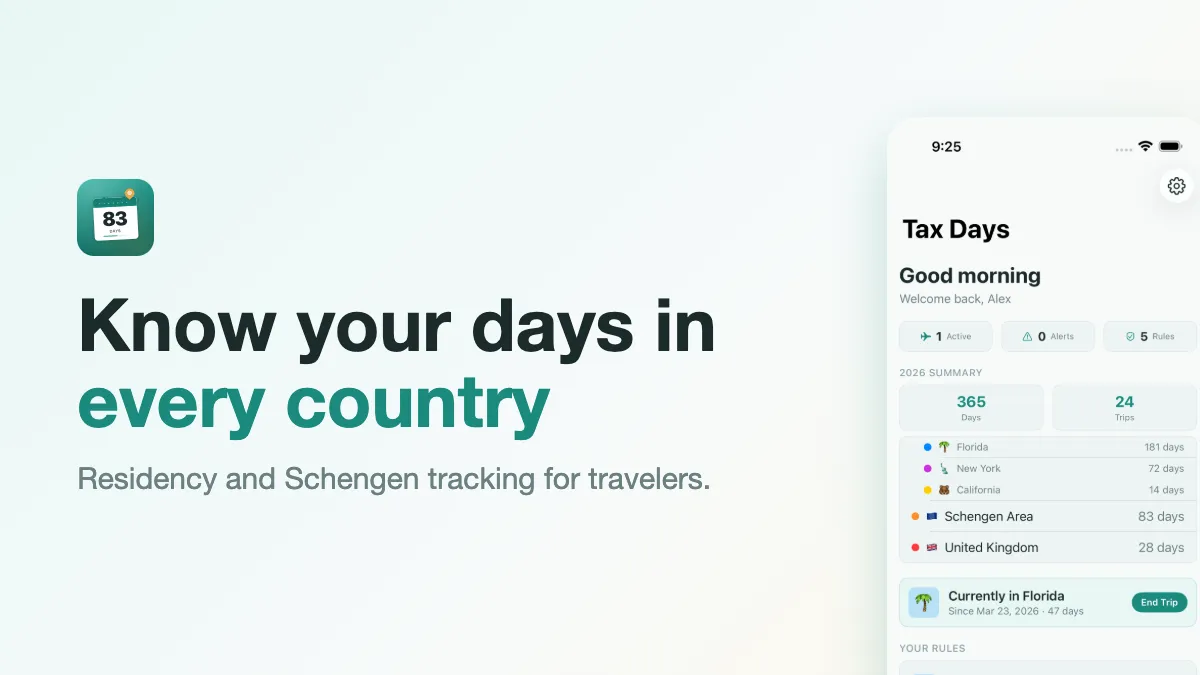 83
DAYS
Know your days in
every country
Residency and Schengen tracking for travelers.
9:25
Tax Days
Good morning
Welcome back, Alex
1 Active
0 Alerts
5 Rules
2026 SUMMARY
365
Days
24
Trips
Florida 181 days
New York 72 days
California 14 days
Schengen Area 83 days
United Kingdom 28 days
Currently in Florida
Since Mar 23, 2026 · 47 days
End Trip
YOUR RULES